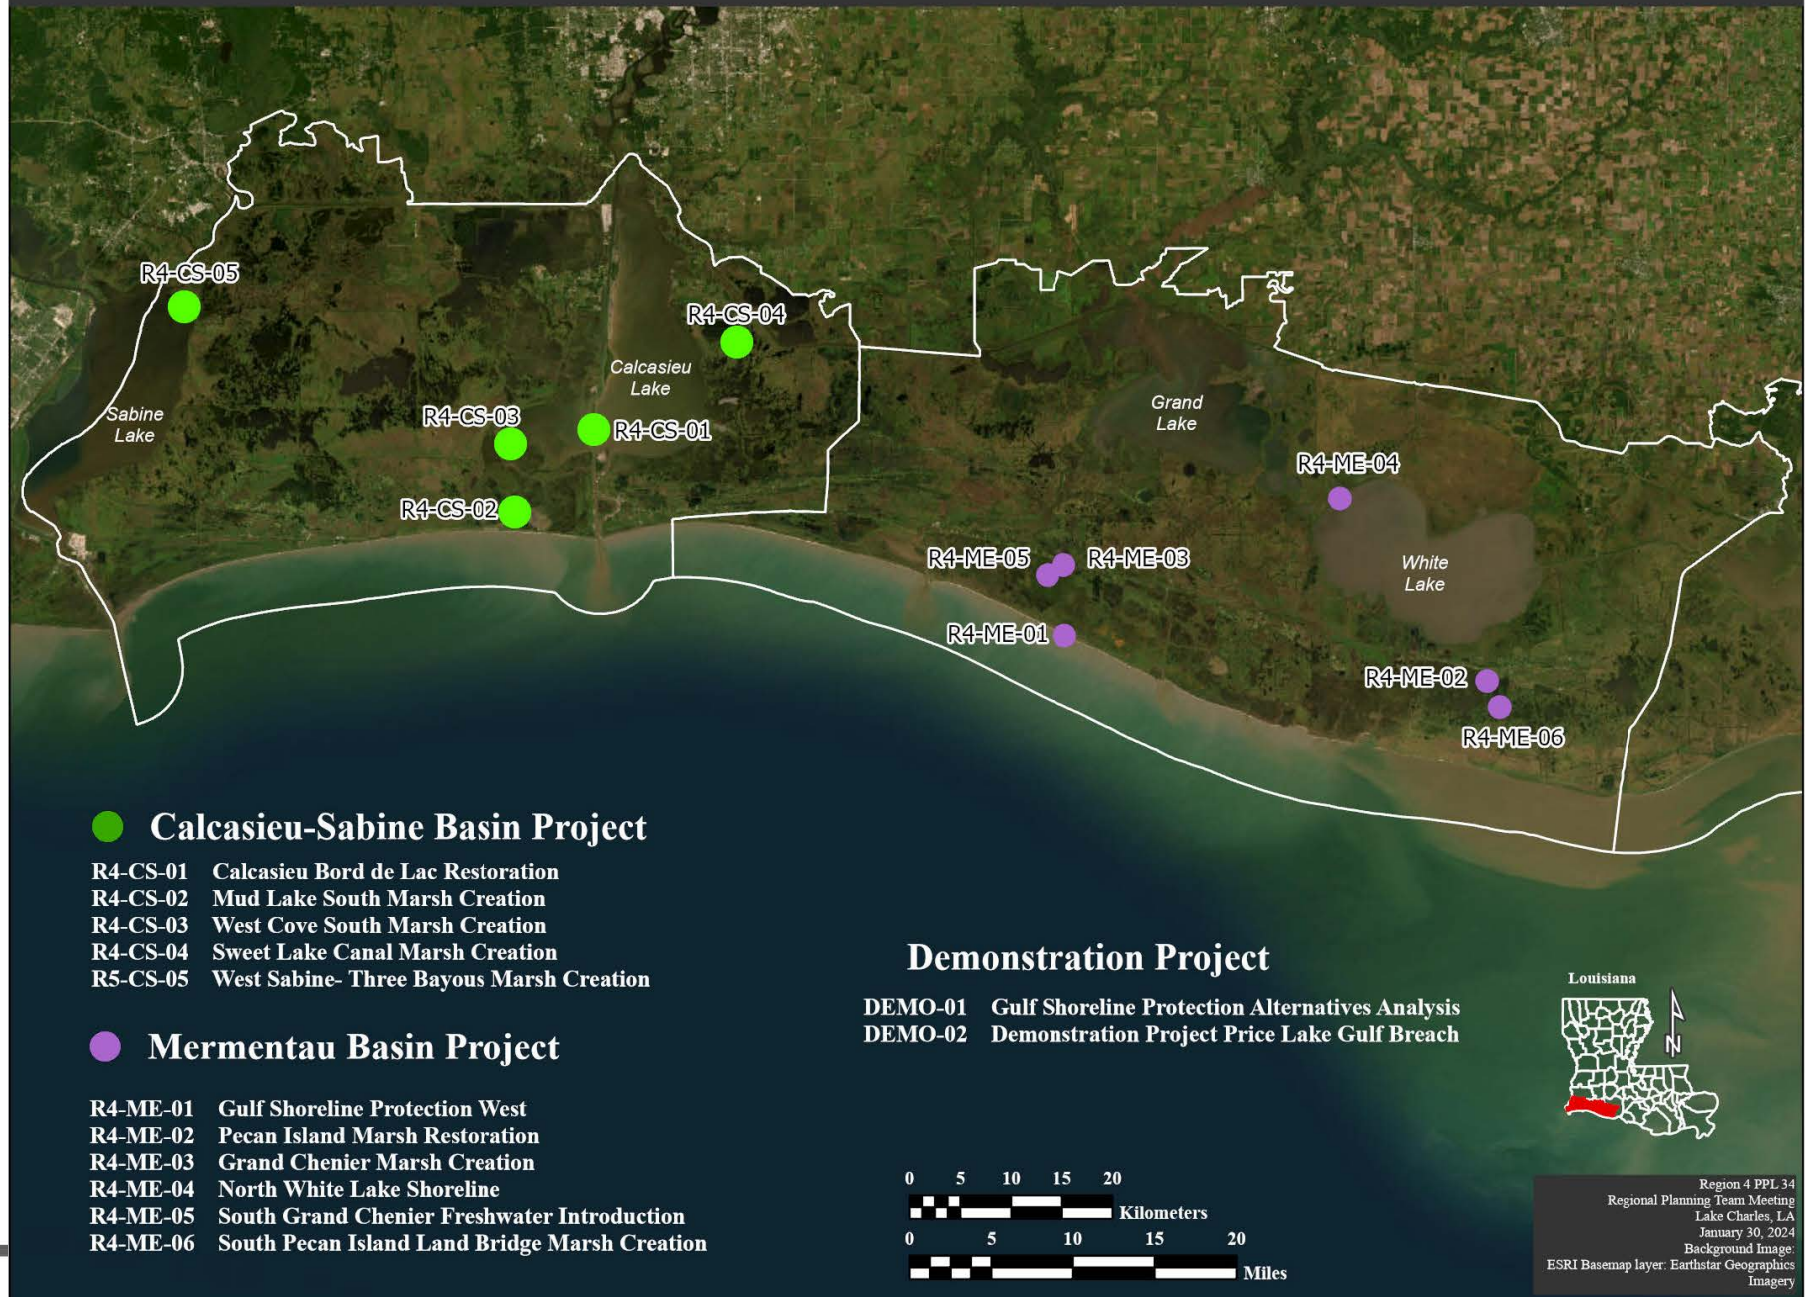 R4-CS-05
R4-CS-04
Calcasieu
Lake
Sabine
Lake
R4-CS-03
R4-CS-01
R4-CS-02
Grand
Lake
R4-ME-04
R4-ME-05
R4-ME-03
White
Lake
R4-ME-01
R4-ME-02
R4-ME-06
Calcasieu-Sabine Basin Project
R4-CS-01 Calcasieu Bord de Lac Restoration
R4-CS-02 Mud Lake South Marsh Creation
R4-CS-03 West Cove South Marsh Creation
R4-CS-04 Sweet Lake Canal Marsh Creation
R5-CS-05 West Sabine- Three Bayous Marsh Creation
Mermentau Basin Project
R4-ME-01 Gulf Shoreline Protection West
R4-ME-02 Pecan Island Marsh Restoration
R4-ME-03 Grand Chenier Marsh Creation
R4-ME-04 North White Lake Shoreline
R4-ME-05 South Grand Chenier Freshwater Introduction
R4-ME-06 South Pecan Island Land Bridge Marsh Creation
Demonstration Project
DEMO-01 Gulf Shoreline Protection Alternatives Analysis
DEMO-02 Demonstration Project Price Lake Gulf Breach
0 5 10 15 20
Kilometers
0 5 10 15 20
Miles
Louisiana
N
Region 4 PPL 34
Regional Planning Team Meeting
Lake Charles, LA
January 30, 2024
Background Image:
ESRI Basemap layer: Earthstar Geographics
Imagery